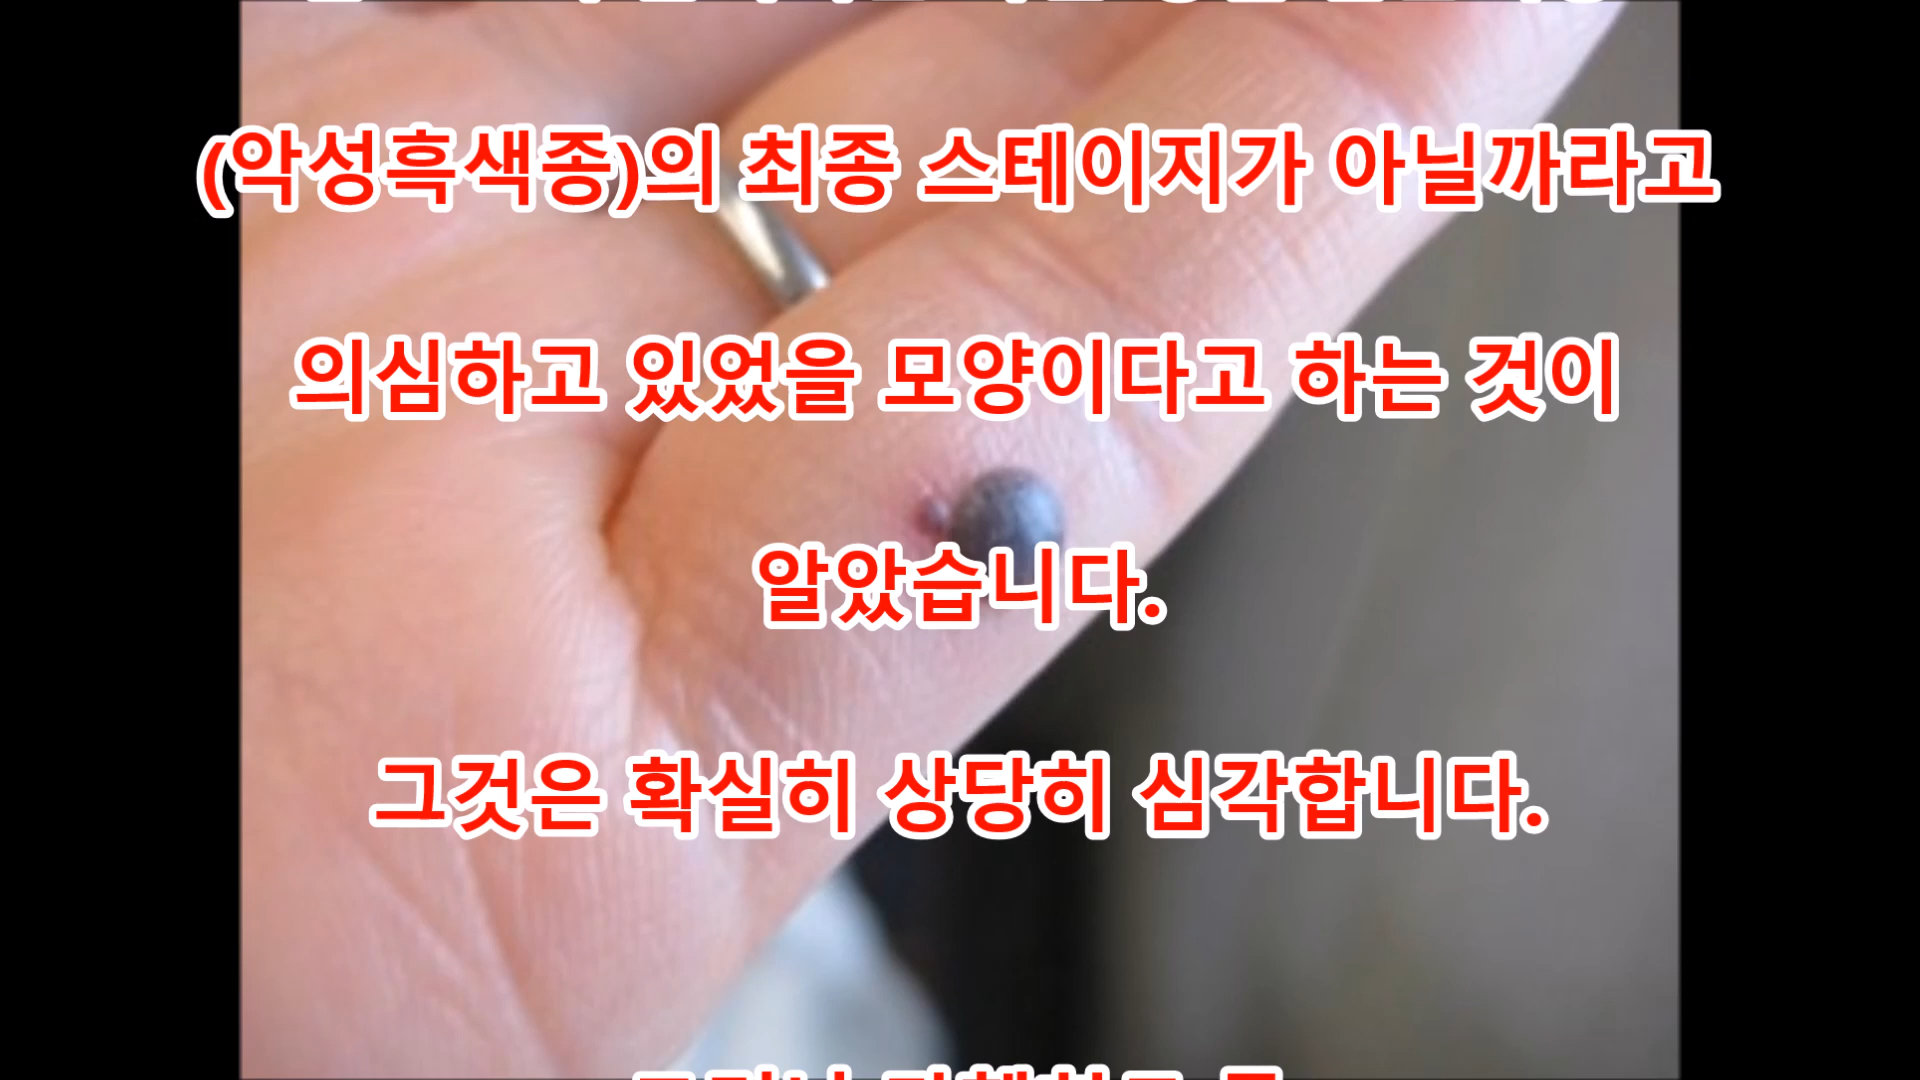 (악성흑색종)의 최종 스테이지가 아닐까라고
의심하고 있었을 모양이다고 하는 것이
알았습니다.
그것은 확실히 상당히 심각합니다.